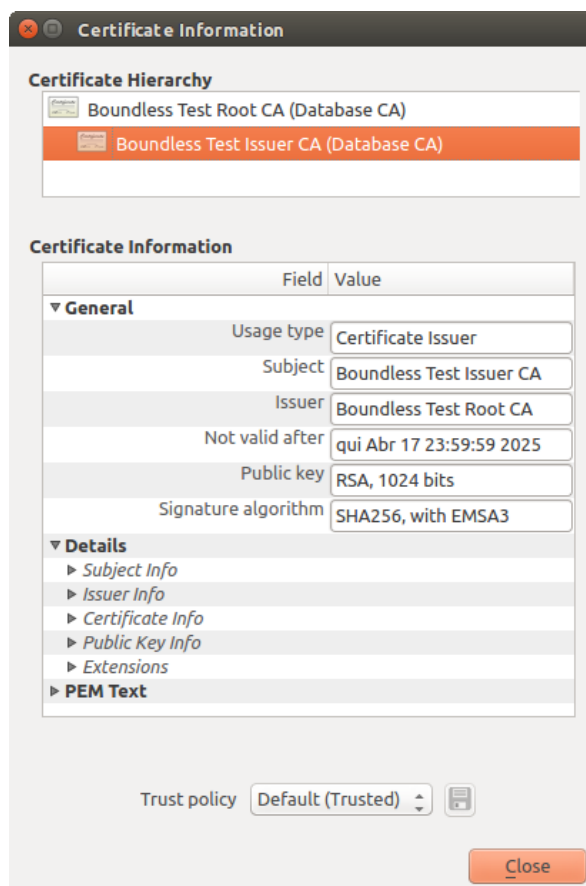 Certificate Information
Certificate Hierarchy
Boundless Test Root CA (Database CA)
Boundless Test Issuer CA (Database CA)
Certificate Information
Field Value
General
Usage type Certificate Issuer
Subject Boundless Test Issuer CA
Issuer Boundless Test Root CA
Not valid after qui Abr 17 23:59:59 2025
Public key RSA, 1024 bits
Signature algorithm SHA256, with EMSA3
Details
Subject Info
Issuer Info
Certificate Info
Public Key Info
Extensions
PEM Text
Trust policy Default (Trusted)
Close